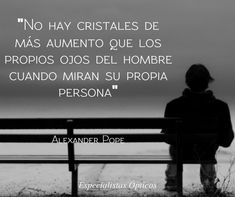 "No hay cristales de
más aumento que los
propios ojos del hombre
cuando miran su propia
persona"
Alexander Pope
Especialistas Opticos